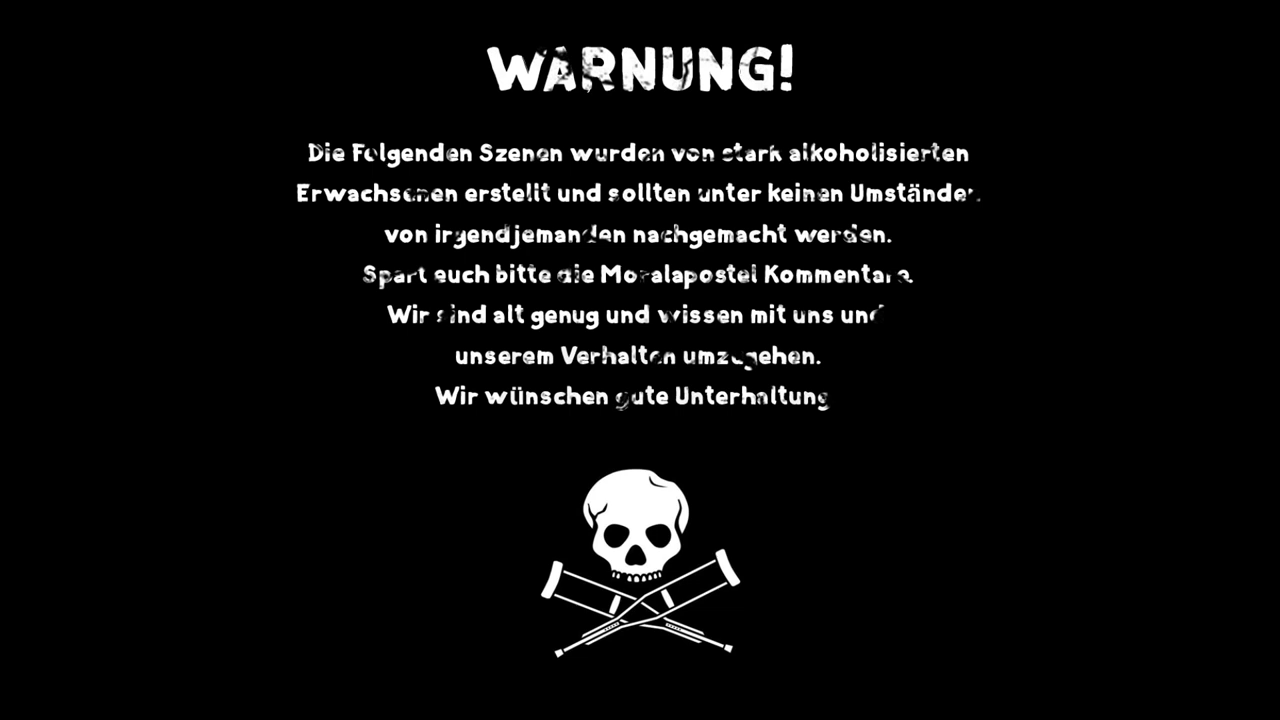 WARNUNG!
Die Folgenden Szenen wurden von stark alkoholisierten
Erwachsenen erstellt und sollten unter keinen Umständen
von irgendjemanden nachgemacht werden.
Spart euch bitte die Moralapostel Kommentare.
Wir sind alt genug und wissen mit uns und
unserem Verhalten umzugehen.
Wir wünschen gute Unterhaltung